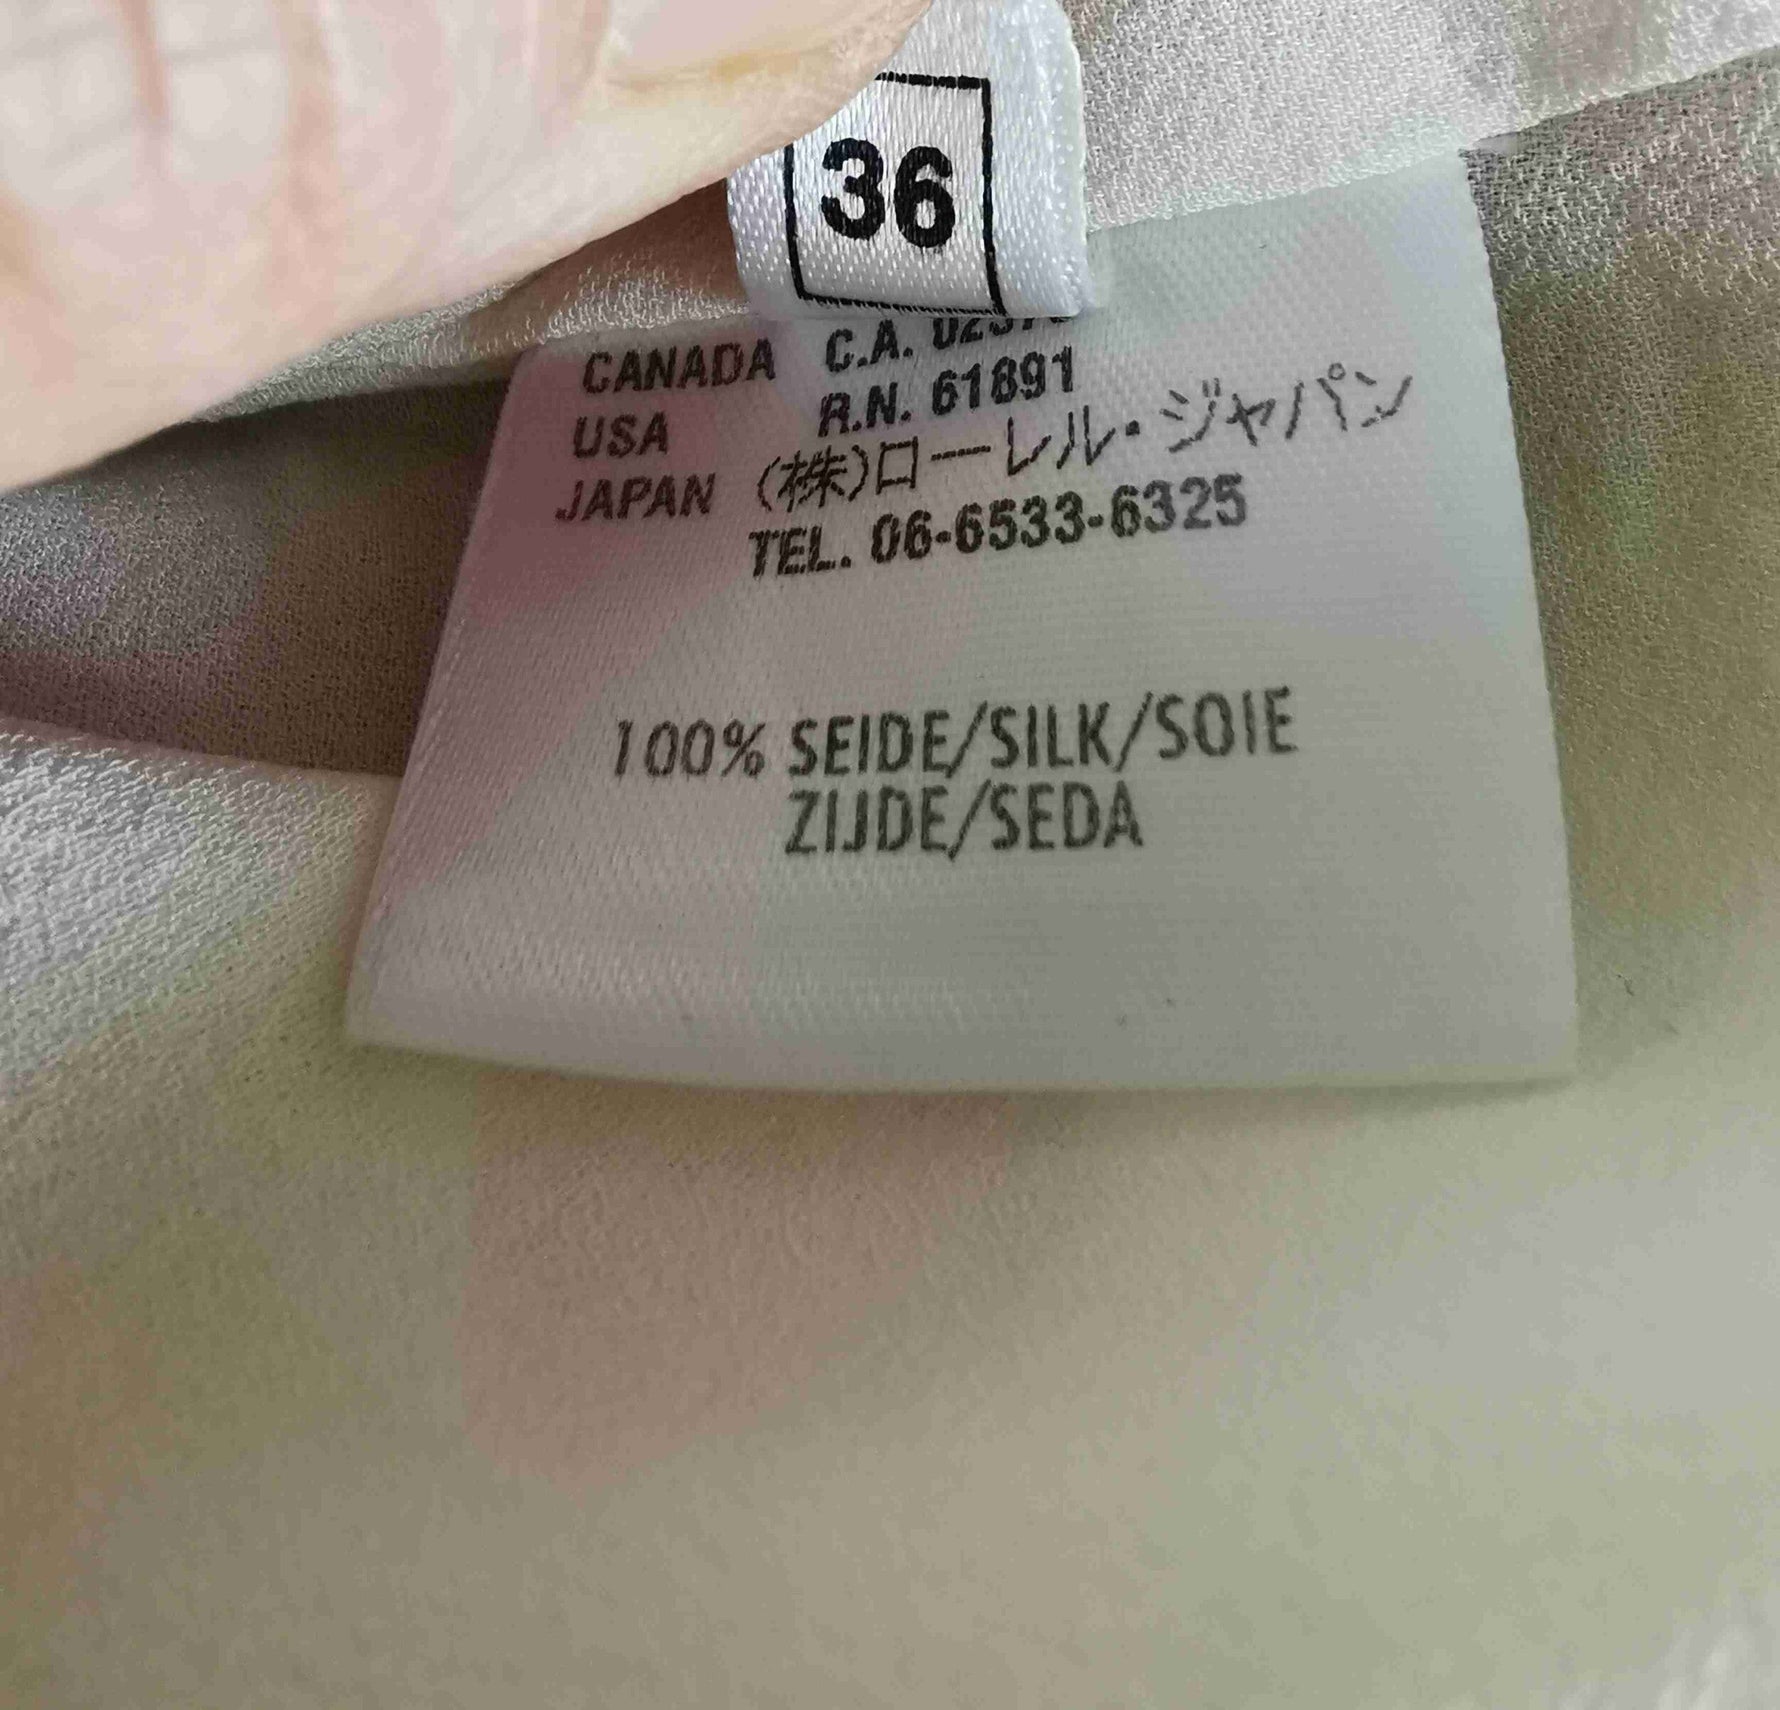 36
CANADA C.A.
USA R.N. 61891
JAPAN (株)ローレル・ジャパン
TEL. 06-6533-6325
100% SEIDE/SILK/SOIE
ZIJDE/SEDA